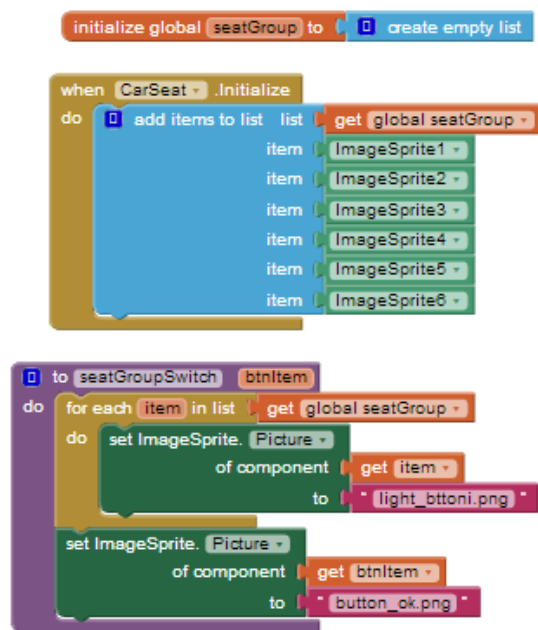 initialize global seatGroup to create empty list
when CarSeat .Initialize
do add items to list list get global seatGroup
item ImageSprite1
item ImageSprite2
item ImageSprite3
item ImageSprite4
item ImageSprite5
item ImageSprite6
to seatGroupSwitch btnItem
do for each item in list get global seatGroup
do set ImageSprite. Picture
of component get item
to " light_bttoni.png "
set ImageSprite. Picture
of component get btnItem
to " button_ok.png "